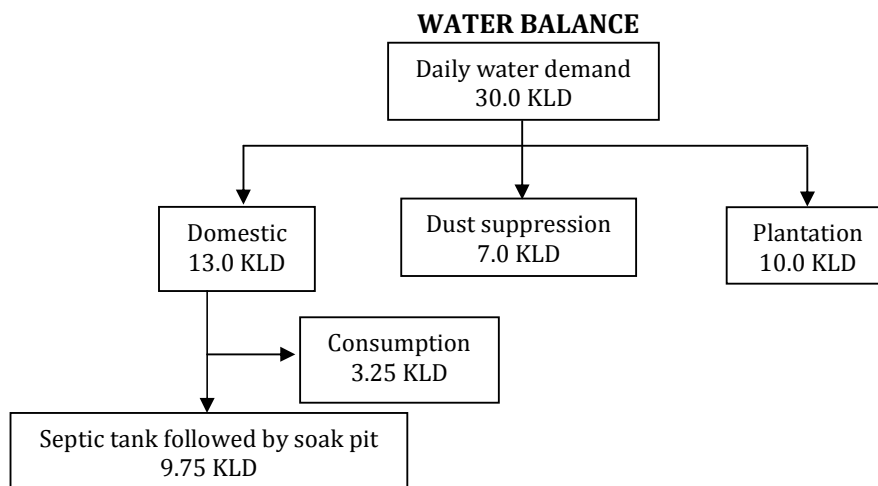 WATER BALANCE
Daily water demand
30.0 KLD
Domestic
13.0 KLD
Dust suppression
7.0 KLD
Plantation
10.0 KLD
Consumption
3.25 KLD
Septic tank followed by soak pit
9.75 KLD